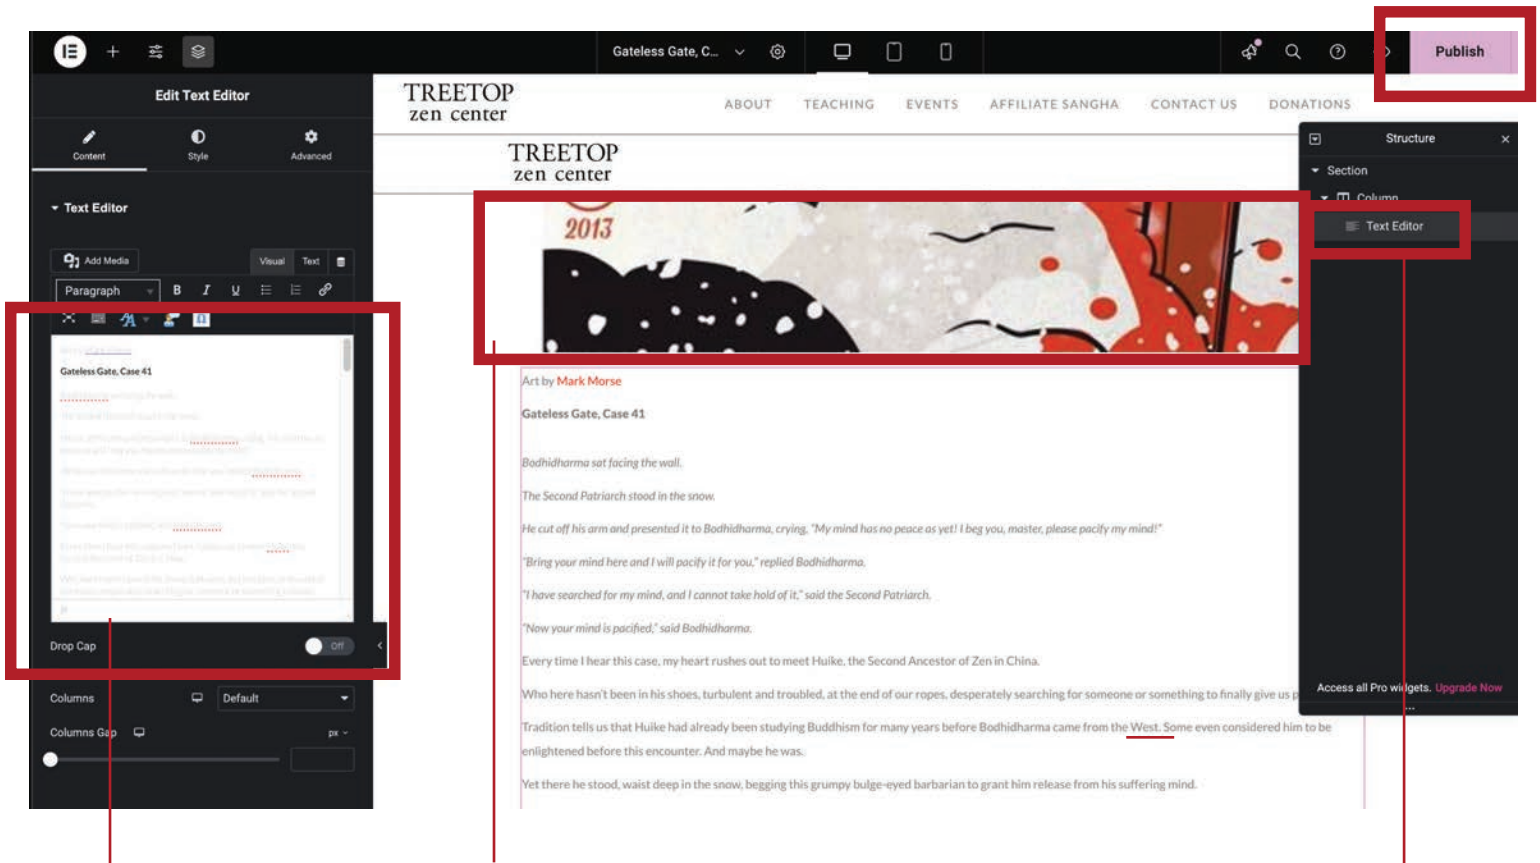 Gateless Gate, C...
Publish
Edit Text Editor
Content
Style
Advanced
Text Editor
Add Media
Visual
Text
Paragraph
B
I
U
Gateless Gate, Case 41
Drop Cap
Off
Columns
Default
Columns Gap
px
TREETOP
zen center
ABOUT
TEACHING
EVENTS
AFFILIATE SANGHA
CONTACT US
DONATIONS
TREETOP
zen center
2013
Art by Mark Morse
Gateless Gate, Case 41
Bodhidharma sat facing the wall.
The Second Patriarch stood in the snow.
He cut off his arm and presented it to Bodhidharma, crying, "My mind has no peace as yet! I beg you, master, please pacify my mind!"
"Bring your mind here and I will pacify it for you," replied Bodhidharma.
"I have searched for my mind, and I cannot take hold of it," said the Second Patriarch.
"Now your mind is pacified," said Bodhidharma.
Every time I hear this case, my heart rushes out to meet Huike, the Second Ancestor of Zen in China.
Who here hasn't been in his shoes, turbulent and troubled, at the end of our ropes, desperately searching for someone or something to finally give us p
Tradition tells us that Huike had already been studying Buddhism for many years before Bodhidharma came from the West. Some even considered him to be
enlightened before this encounter. And maybe he was.
Yet there he stood, waist deep in the snow, begging this grumpy bulge-eyed barbarian to grant him release from his suffering mind.
Structure
Section
Column
Text Editor
Access all Pro widgets. Upgrade Now